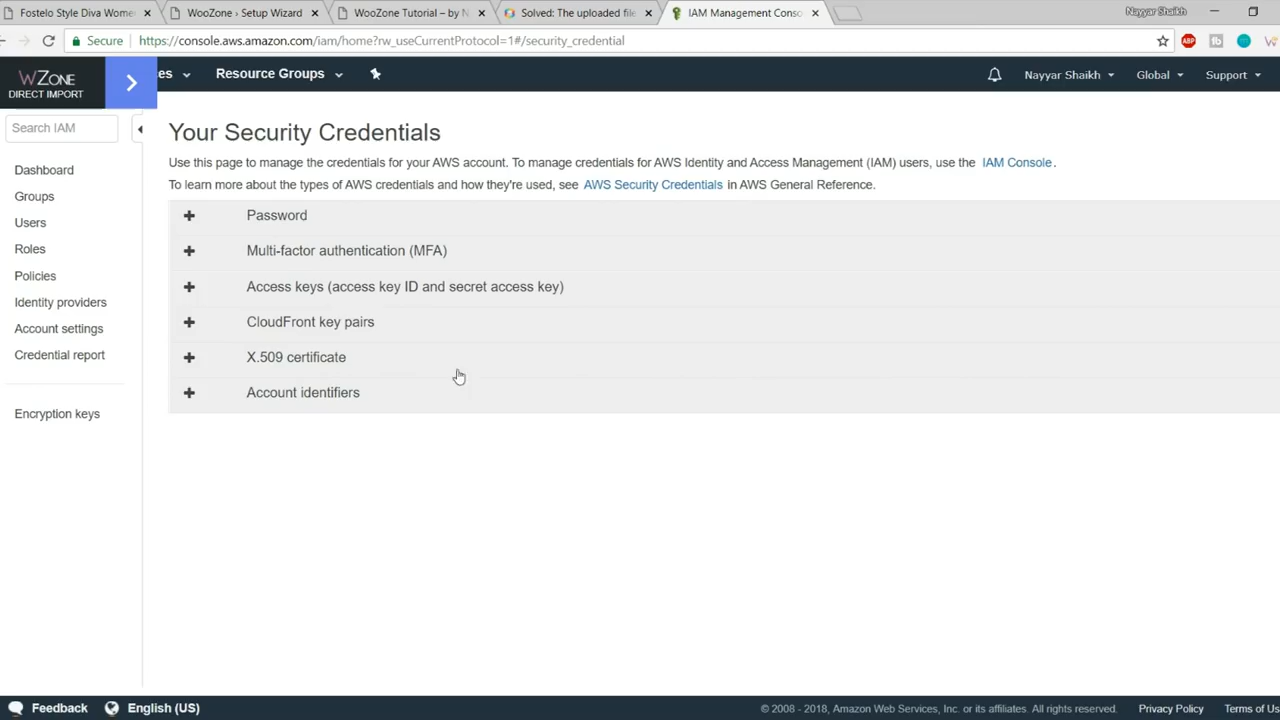 Fostelo Style Diva Wome
WooZone › Setup Wizard
WooZone Tutorial – by N
Solved: The uploaded file
IAM Management Conso
Nayyar Shaikh
Secure
https://console.aws.amazon.com/iam/home?rw_useCurrentProtocol=1#/security_credential
ABP
WZONE
DIRECT IMPORT
es
Resource Groups
Nayyar Shaikh
Global
Support
Search IAM
Dashboard
Groups
Users
Roles
Policies
Identity providers
Account settings
Credential report
Encryption keys
Your Security Credentials
Use this page to manage the credentials for your AWS account. To manage credentials for AWS Identity and Access Management (IAM) users, use the IAM Console.
To learn more about the types of AWS credentials and how they're used, see AWS Security Credentials in AWS General Reference.
Password
Multi-factor authentication (MFA)
Access keys (access key ID and secret access key)
CloudFront key pairs
X.509 certificate
Account identifiers
Feedback
English (US)
© 2008 - 2018, Amazon Web Services, Inc. or its affiliates. All rights reserved.
Privacy Policy
Terms of Us